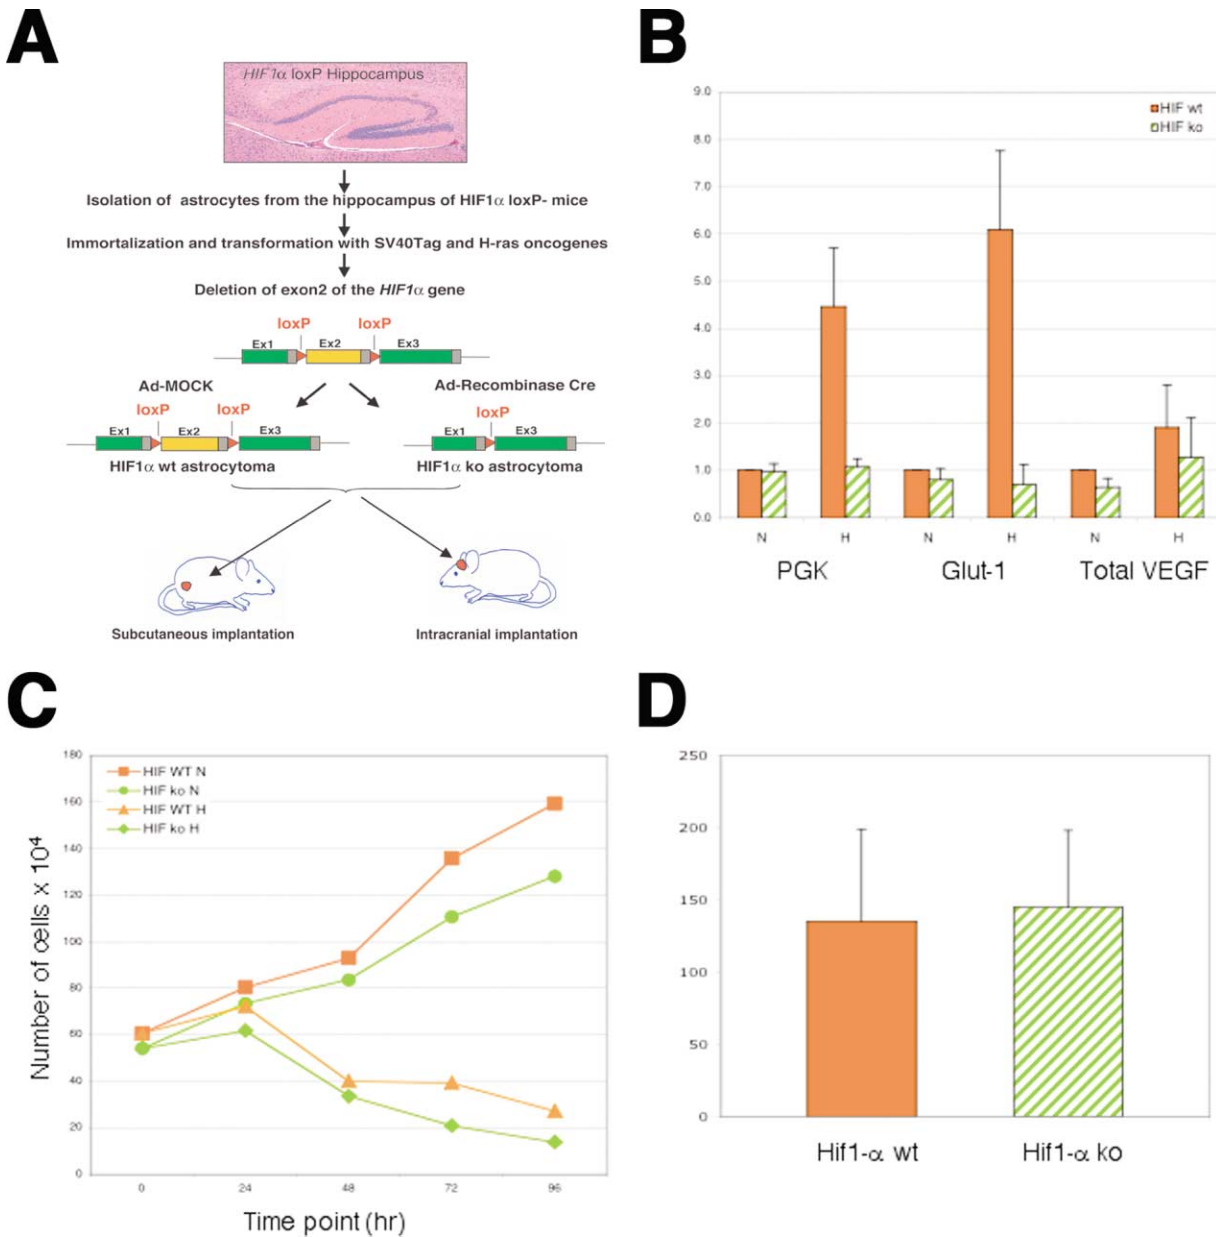 A
HIF1α loxP Hippocampus
Isolation of astrocytes from the hippocampus of HIF1α loxP- mice
Immortalization and transformation with SV40Tag and H-ras oncogenes
Deletion of exon2 of the HIF1α gene
loxP loxP
Ex1 Ex2 Ex3
Ad-MOCK Ad-Recombinase Cre
loxP loxP loxP
Ex1 Ex2 Ex3 Ex1 Ex3
HIF1α wt astrocytoma HIF1α ko astrocytoma
Subcutaneous implantation Intracranial implantation
B
9.0
8.0
7.0
6.0
5.0
4.0
3.0
2.0
1.0
0.0
HIF wt
HIF ko
N H N H N H
PGK Glut-1 Total VEGF
C
Number of cells x 10⁴
180
160
140
120
100
80
60
40
20
0
HIF WT N
HIF ko N
HIF WT H
HIF ko H
0 24 48 72 96
Time point (hr)
D
250
200
150
100
50
0
Hif1-α wt Hif1-α ko